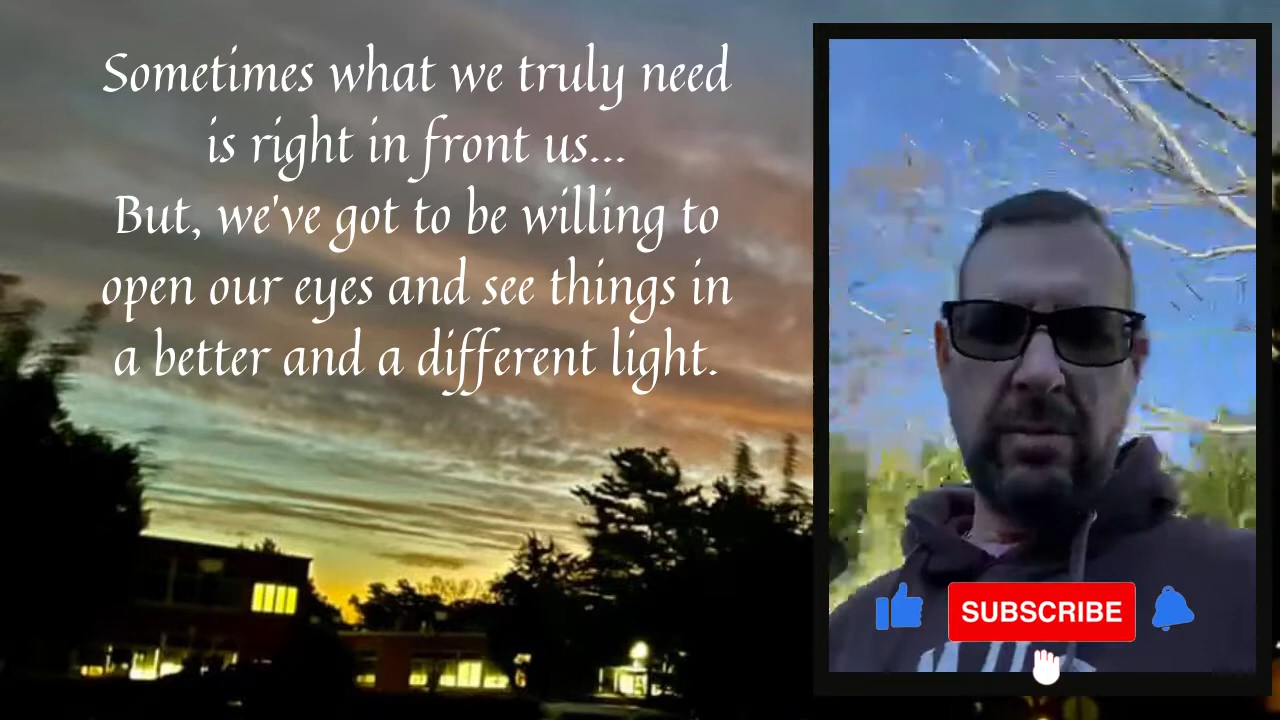 Sometimes what we truly need
is right in front us...
But, we've got to be willing to
open our eyes and see things in
a better and a different light.
SUBSCRIBE